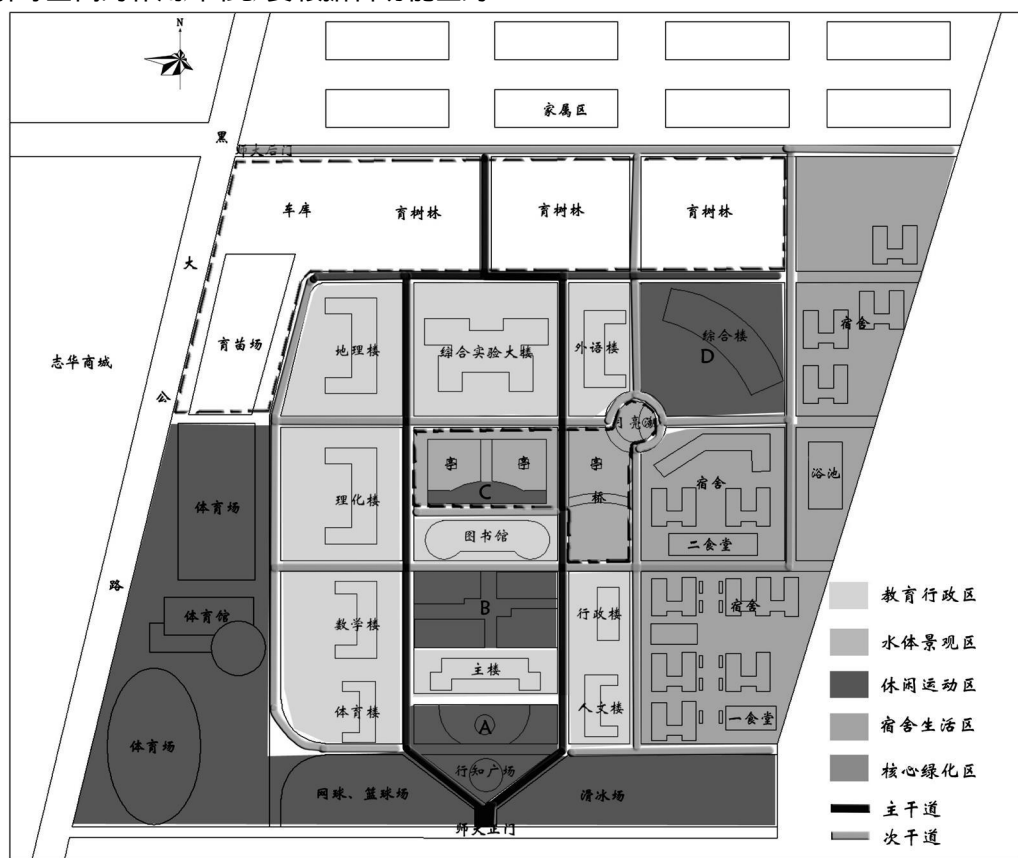 N
家属区
黑
师大后门
车库
育树林
育树林
育树林
大
宿舍
育苗场
地理楼
综合实验大楼
外语楼
综合楼
D
志华商城
公
月亮湖
亭
亭
亭
宿舍
浴池
体育场
理化楼
C
桥
图书馆
二食堂
路
教育行政区
体育馆
数学楼
B
行政楼
宿舍
水体景观区
主楼
休闲运动区
体育楼
A
人文楼
一食堂
宿舍生活区
体育场
行知广场
核心绿化区
网球、篮球场
滑冰场
主干道
师大正门
次干道